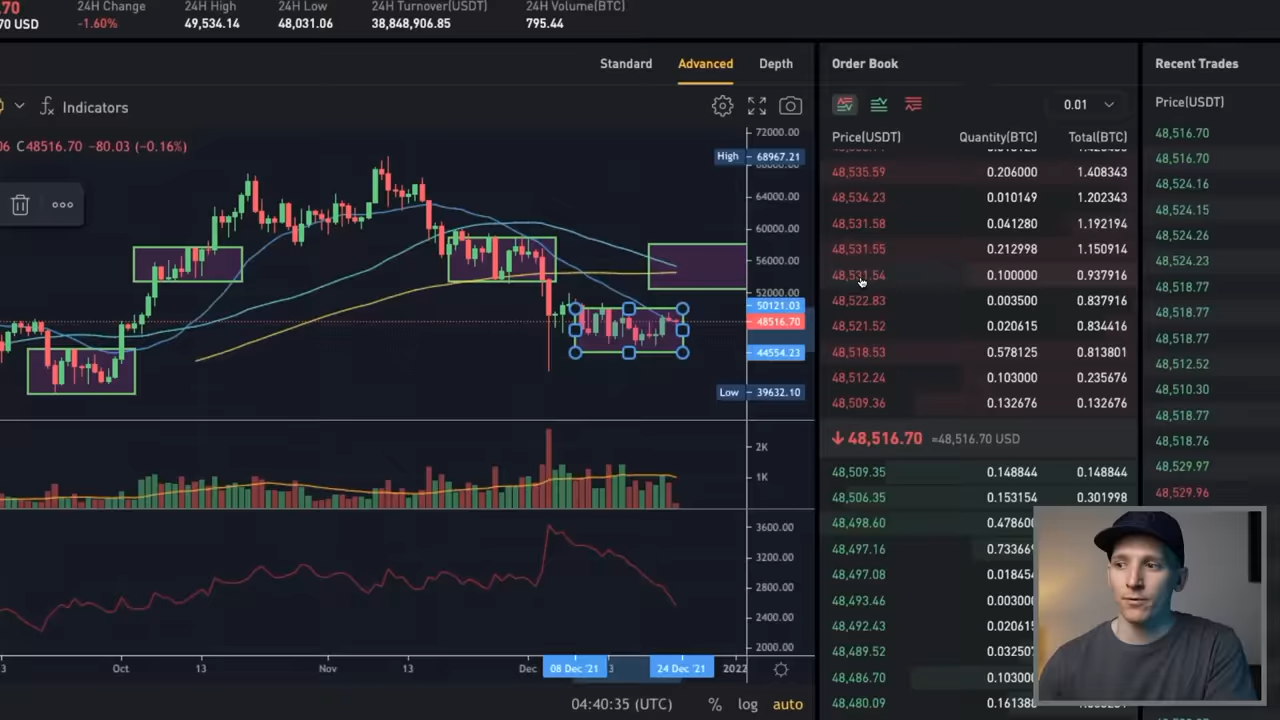 .70
24H Change
24H High
24H Low
24H Turnover(USDT)
24H Volume(BTC)
70 USD
-1.60%
49,534.14
48,031.06
38,848,906.85
795.44
Standard
Advanced
Depth
Indicators
06 C48516.70 −80.03 (−0.16%)
72000.00
High
68967.21
64000.00
60000.00
56000.00
52000.00
50121.03
48516.70
44554.23
Low
39632.10
2K
1K
3600.00
3200.00
2800.00
2400.00
2000.00
3
Oct
13
Nov
13
Dec
08 Dec '21
3
24 Dec '21
2022
04:40:35 (UTC)
%
log
auto
Order Book
0.01
Price(USDT) Quantity(BTC) Total(BTC)
48,535.59 0.206000 1.408343
48,534.23 0.010149 1.202343
48,531.58 0.041280 1.192194
48,531.55 0.212998 1.150914
48,531.54 0.100000 0.937916
48,522.83 0.003500 0.837916
48,521.52 0.020615 0.834416
48,518.53 0.578125 0.813801
48,512.24 0.103000 0.235676
48,509.36 0.132676 0.132676
48,516.70 ≈48,516.70 USD
48,509.35 0.148844 0.148844
48,506.35 0.153154 0.301998
48,498.60 0.47860
48,497.16 0.73366
48,497.08 0.01845
48,493.46 0.00300
48,492.43 0.02061
48,489.52 0.03250
48,486.70 0.10300
48,480.09 0.16138
Recent Trades
Price(USDT)
48,516.70
48,516.70
48,524.16
48,524.15
48,524.26
48,524.23
48,518.77
48,518.77
48,518.77
48,512.52
48,510.30
48,518.77
48,518.76
48,529.97
48,529.96